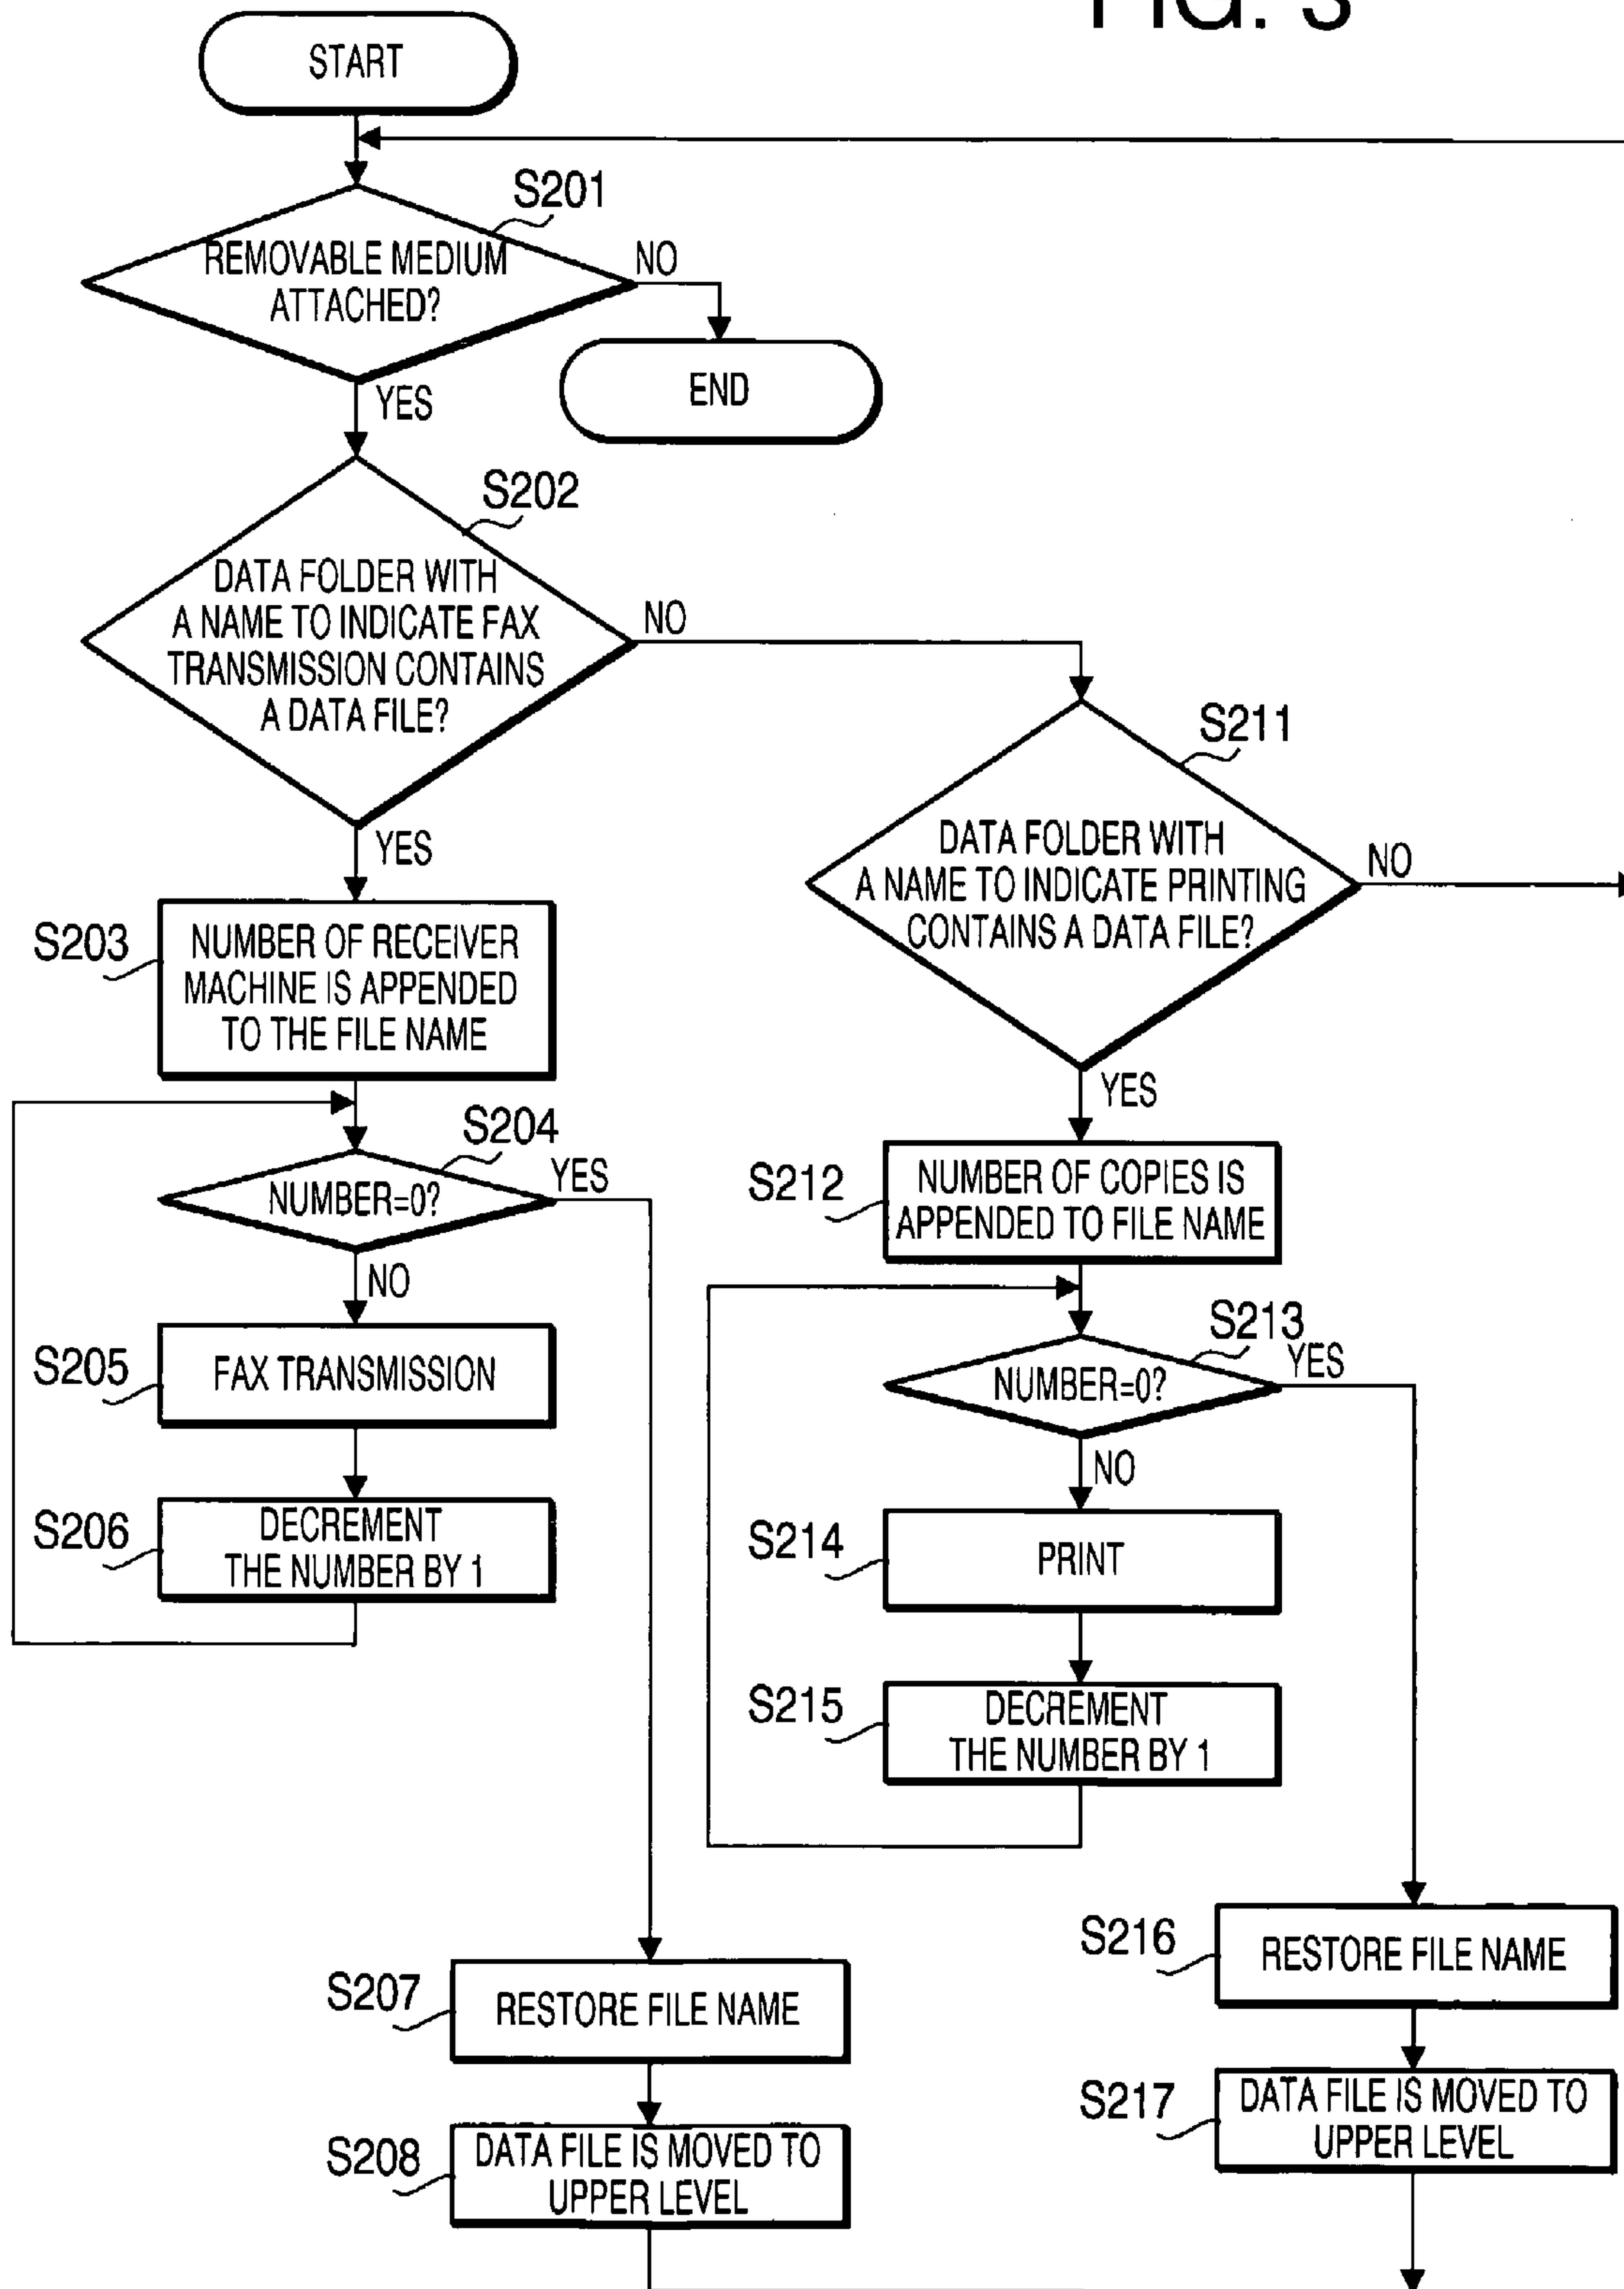 FIG. 3
START
S201
REMOVABLE MEDIUM
ATTACHED?
NO
END
YES
S202
DATA FOLDER WITH
A NAME TO INDICATE FAX
TRANSMISSION CONTAINS
A DATA FILE?
NO
YES
S211
DATA FOLDER WITH
A NAME TO INDICATE PRINTING
CONTAINS A DATA FILE?
NO
YES
S203
NUMBER OF RECEIVER
MACHINE IS APPENDED
TO THE FILE NAME
S204
NUMBER=0?
YES
NO
S205
FAX TRANSMISSION
S206
DECREMENT
THE NUMBER BY 1
S212
NUMBER OF COPIES IS
APPENDED TO FILE NAME
S213
NUMBER=0?
YES
NO
S214
PRINT
S215
DECREMENT
THE NUMBER BY 1
S207
RESTORE FILE NAME
S208
DATA FILE IS MOVED TO
UPPER LEVEL
S216
RESTORE FILE NAME
S217
DATA FILE IS MOVED TO
UPPER LEVEL